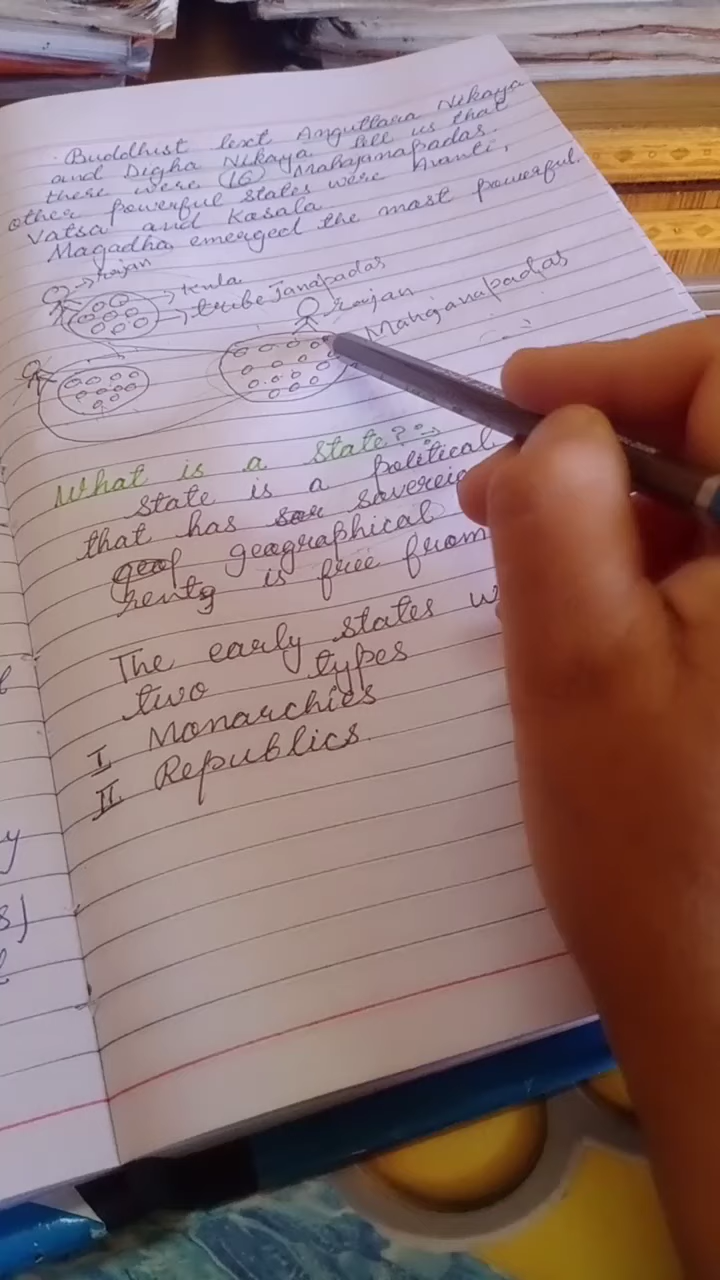 Buddhist text Anguttara Nikaya
and Digha Nikaya tell us that
there were (16) Mahajanapadas.
other powerful states were Avanti,
Vatsa and Kosala
Magadha emerged the most powerful.
rajan
kula
tribe Janapadas
rajan
Mahajanapadas
What is a state?:⇒
state is a political
that has sovereig
geographical
is free from
The early states w
two types
I Monarchies
II Republics.
y
s)